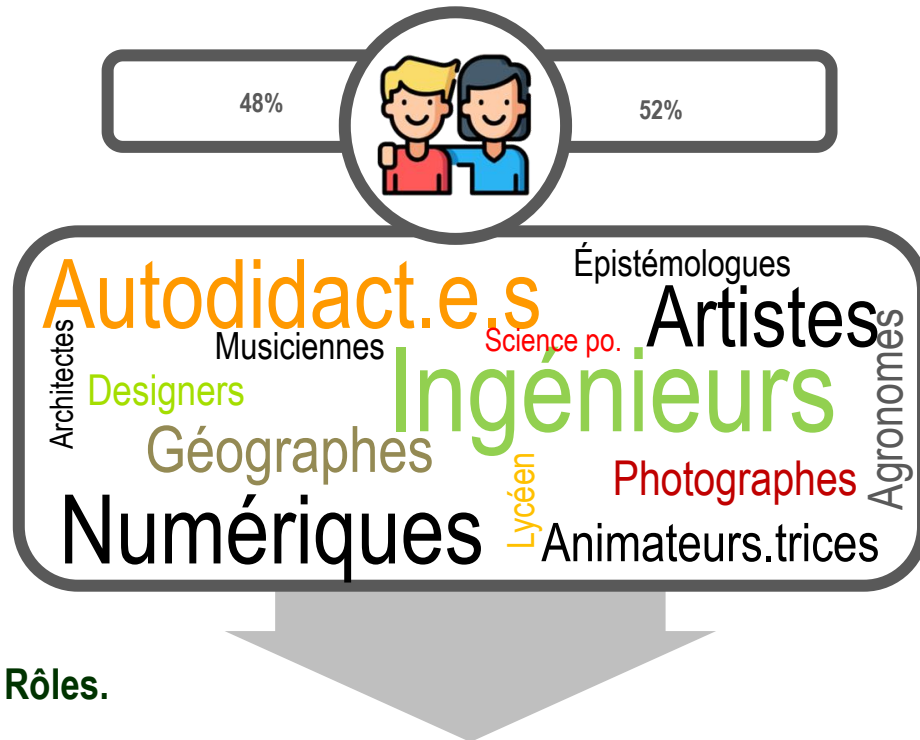 48%
52%
Autodidact.e.s
Épistémologues
Artistes
Architectes
Musiciennes
Science po.
Agronomes
Designers
Ingénieurs
Géographes
Lycéen
Photographes
Numériques
Animateurs.trices
Rôles.